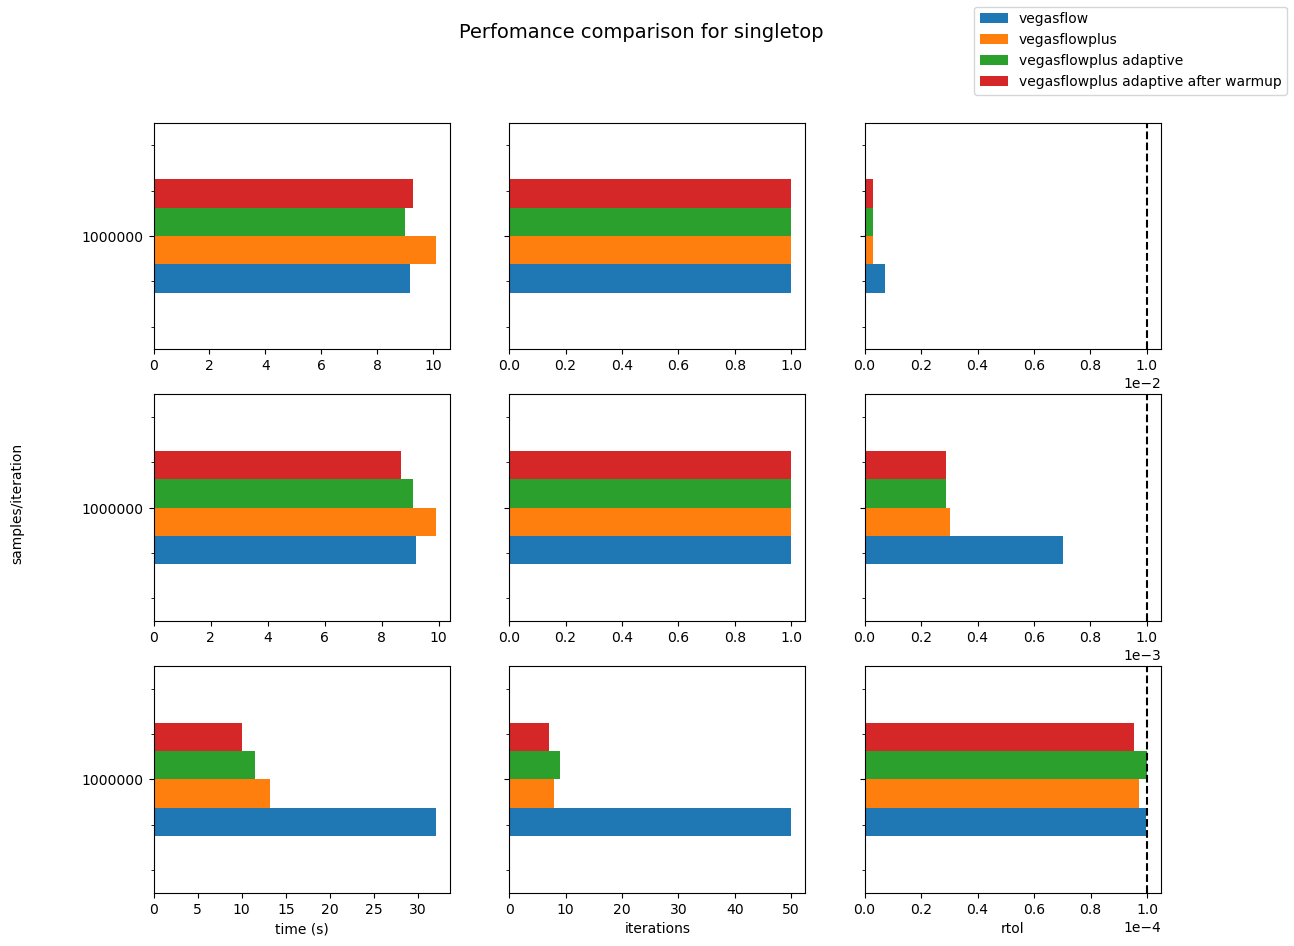 Perfomance comparison for singletop
vegasflow
vegasflowplus
vegasflowplus adaptive
vegasflowplus adaptive after warmup
1000000
0 2 4 6 8 10
0.0 0.2 0.4 0.6 0.8 1.0
0.0 0.2 0.4 0.6 0.8 1.0
1e−2
samples/iteration
1000000
0 2 4 6 8 10
0.0 0.2 0.4 0.6 0.8 1.0
0.0 0.2 0.4 0.6 0.8 1.0
1e−3
1000000
0 5 10 15 20 25 30
time (s)
0 10 20 30 40 50
iterations
0.0 0.2 0.4 0.6 0.8 1.0
1e−4
rtol